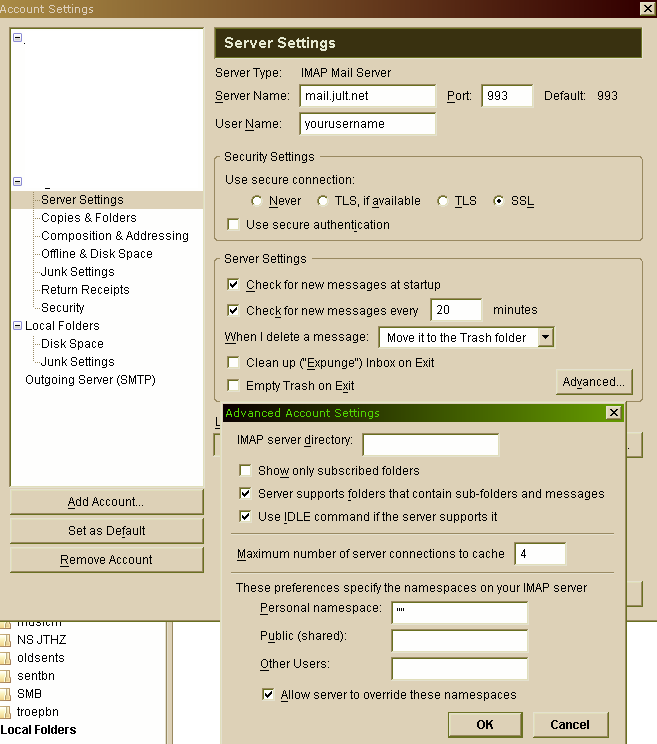 Account Settings
Server Settings
Server Type: IMAP Mail Server
Server Name: mail.jult.net Port: 993 Default: 993
User Name: yourusername
Security Settings
Use secure connection:
Never TLS, if available TLS SSL
Use secure authentication
Server Settings
Check for new messages at startup
Check for new messages every 20 minutes
When I delete a message: Move it to the Trash folder
Clean up ("Expunge") Inbox on Exit
Empty Trash on Exit
Advanced...
Server Settings
Copies & Folders
Composition & Addressing
Offline & Disk Space
Junk Settings
Return Receipts
Security
Local Folders
Disk Space
Junk Settings
Outgoing Server (SMTP)
Add Account...
Set as Default
Remove Account
Advanced Account Settings
IMAP server directory:
Show only subscribed folders
Server supports folders that contain sub-folders and messages
Use IDLE command if the server supports it
Maximum number of server connections to cache 4
These preferences specify the namespaces on your IMAP server
Personal namespace: ""
Public (shared):
Other Users:
Allow server to override these namespaces
OK Cancel
NS JTHZ
oldsents
sentbn
SMB
troepbn
Local Folders